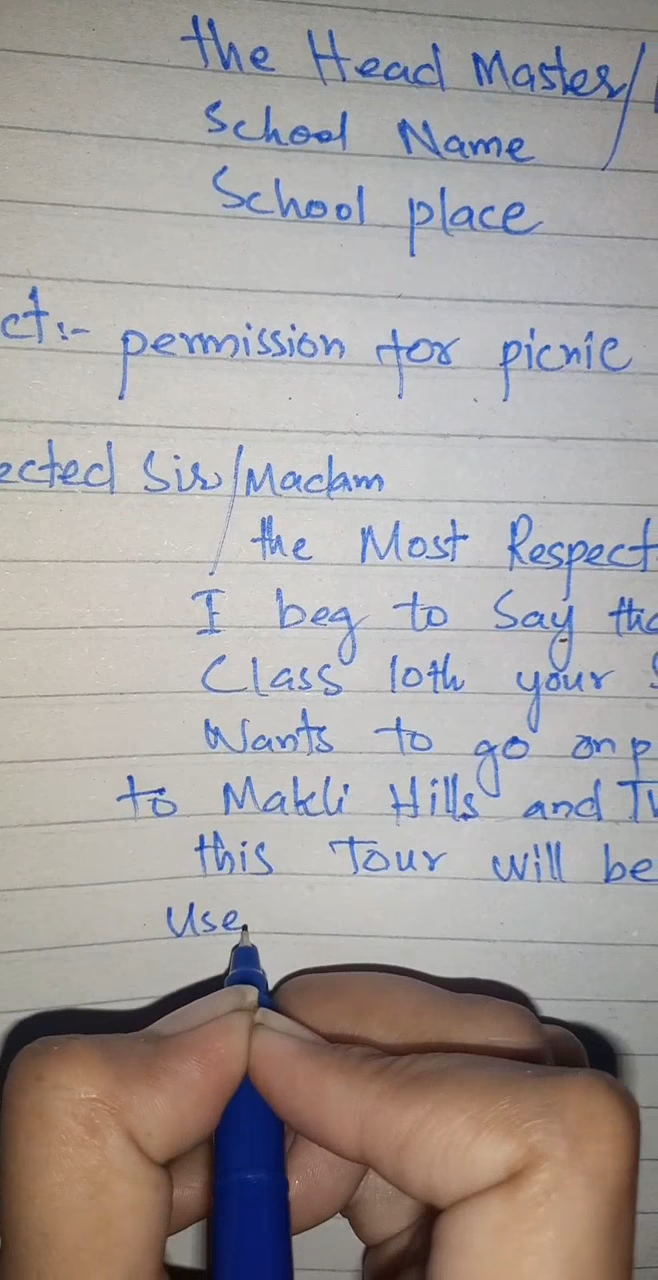 the Head Master/
School Name
School place
ct:- permission for picnic
ected Sir/Madam
the Most Respect
I beg to Say tha
Class 10th your
Wants to go on p
to Makli Hills and
this Tour will be
Use